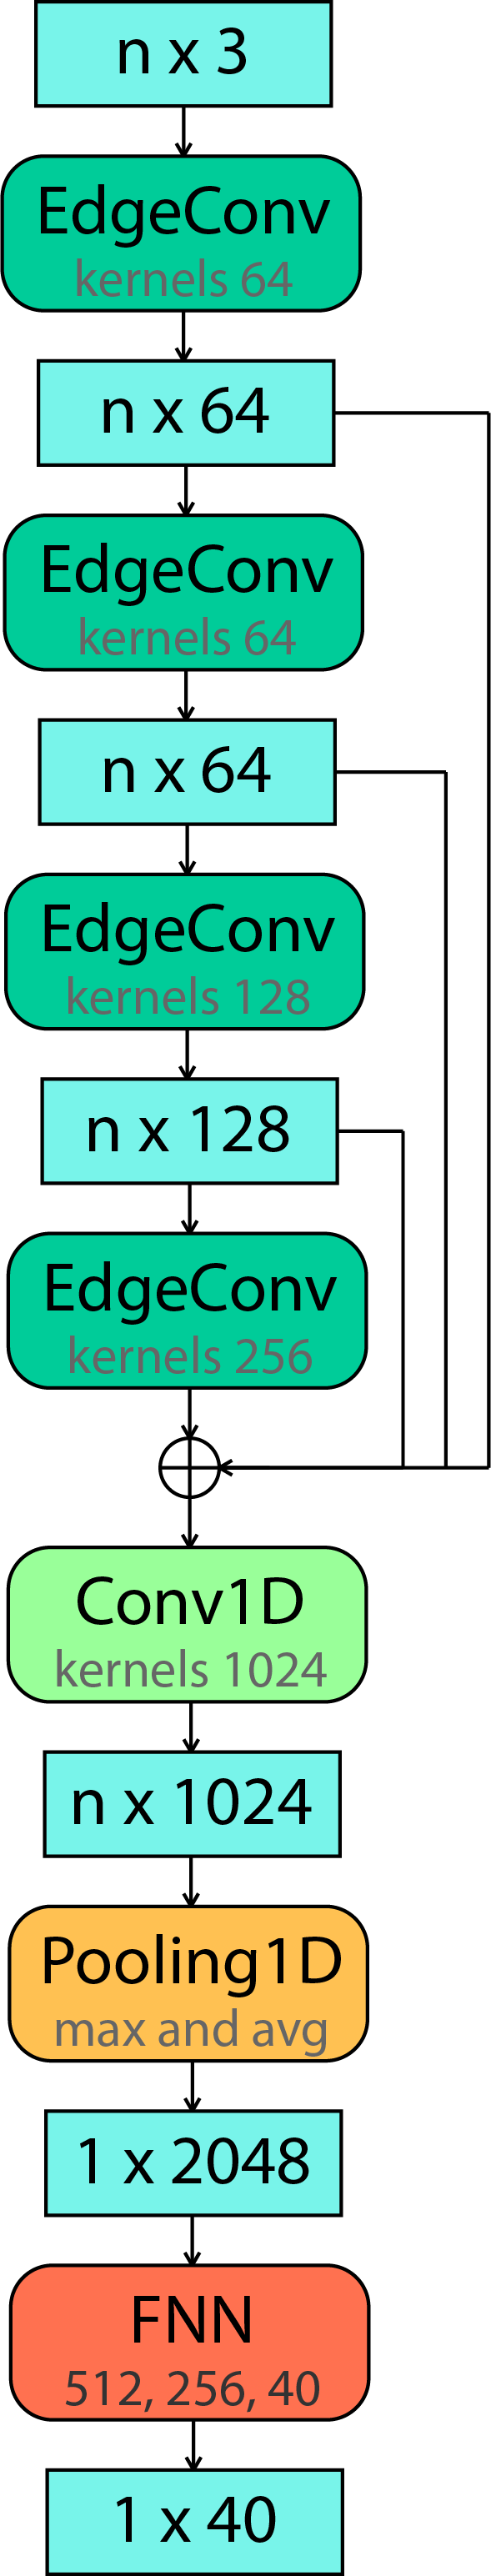 n x 3
EdgeConv
kernels 64
n x 64
EdgeConv
kernels 64
n x 64
EdgeConv
kernels 128
n x 128
EdgeConv
kernels 256
Conv1D
kernels 1024
n x 1024
Pooling1D
max and avg
1 x 2048
FNN
512, 256, 40
1 x 40